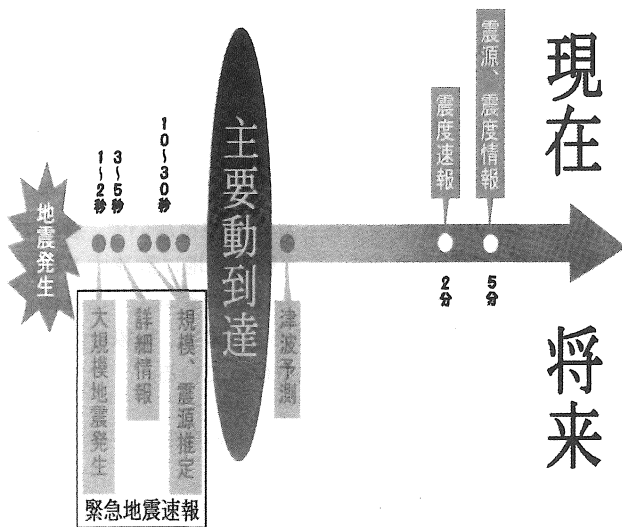 現在
震源、震度情報
震度速報
主要動到達
10〜30秒
3〜5秒
1〜2秒
地震発生
2分
5分
大規模地震発生
詳細情報
規模、震源推定
津波予測
将来
緊急地震速報